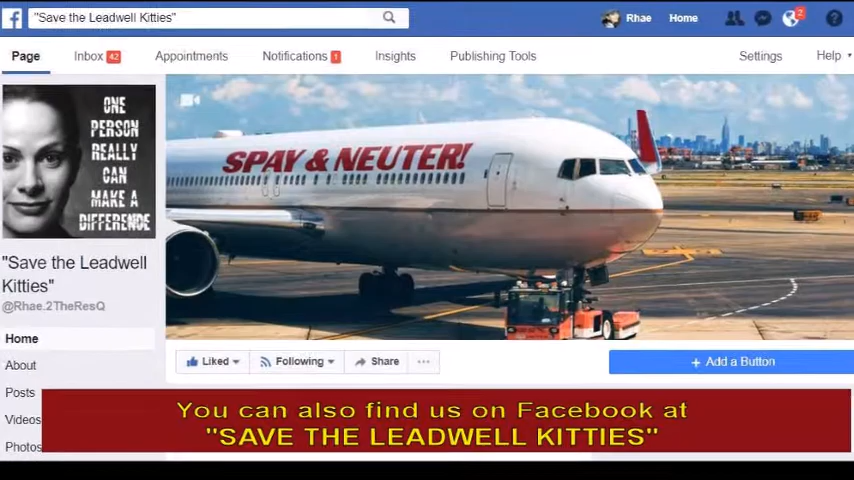 "Save the Leadwell Kitties"
Rhae Home 2
Page Inbox 42 Appointments Notifications 1 Insights Publishing Tools Settings Help
ONE
PERSON
REALLY
CAN
MAKE A
DIFFERENCE
SPAY & NEUTER!
"Save the Leadwell
Kitties"
@Rhae.2TheResQ
Home
About
Posts
Videos
Photos
Liked Following Share ... + Add a Button
You can also find us on Facebook at
"SAVE THE LEADWELL KITTIES"